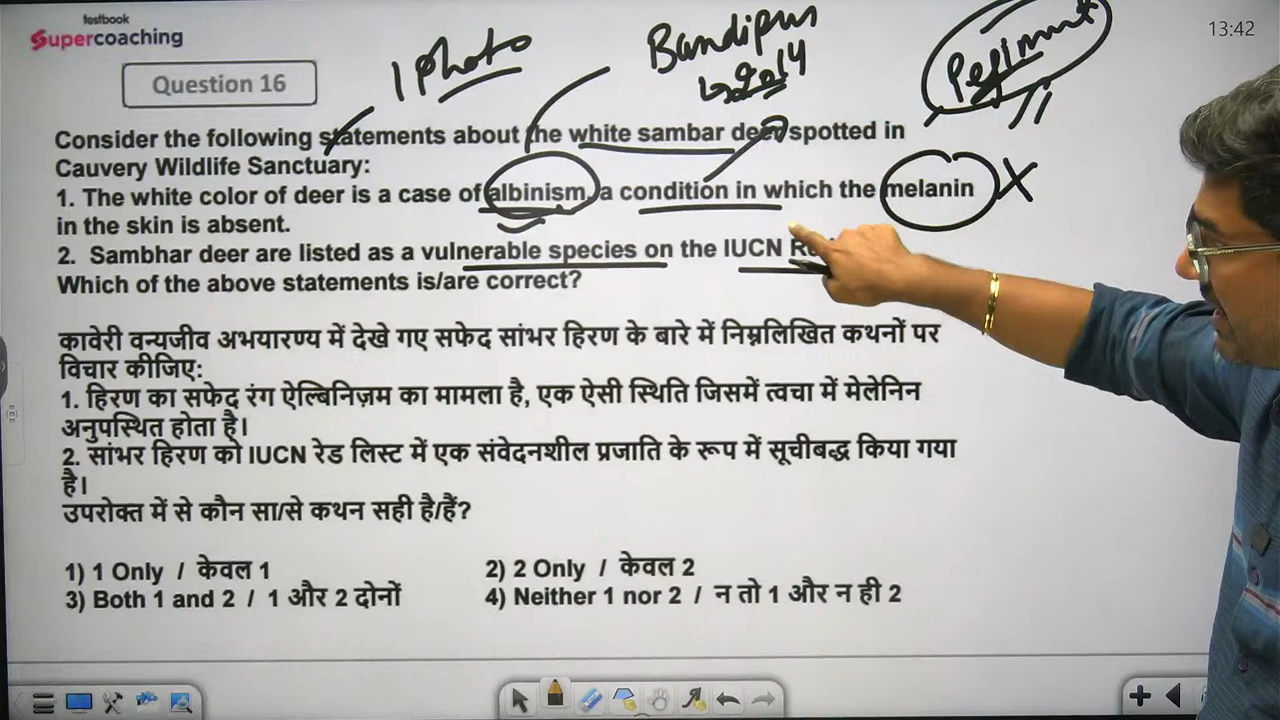 testbook
Supercoaching
13:42
1 Photo
Bandipur
2014
Question 16
Consider the following statements about the white sambar deer spotted in
Cauvery Wildlife Sanctuary:
1. The white color of deer is a case of albinism, a condition in which the melanin X
in the skin is absent.
2. Sambhar deer are listed as a vulnerable species on the IUCN
Which of the above statements is/are correct?
कावेरी वन्यजीव अभयारण्य में देखे गए सफेद सांभर हिरण के बारे में निम्नलिखित कथनों पर
विचार कीजिए:
1. हिरण का सफेद रंग ऐल्बिनिज़्म का मामला है, एक ऐसी स्थिति जिसमें त्वचा में मेलेनिन
अनुपस्थित होता है।
2. सांभर हिरण को IUCN रेड लिस्ट में एक संवेदनशील प्रजाति के रूप में सूचीबद्ध किया गया
है।
उपरोक्त में से कौन सा/से कथन सही है/हैं?
1) 1 Only / केवल 1
2) 2 Only / केवल 2
3) Both 1 and 2 / 1 और 2 दोनों
4) Neither 1 nor 2 / न तो 1 और न ही 2